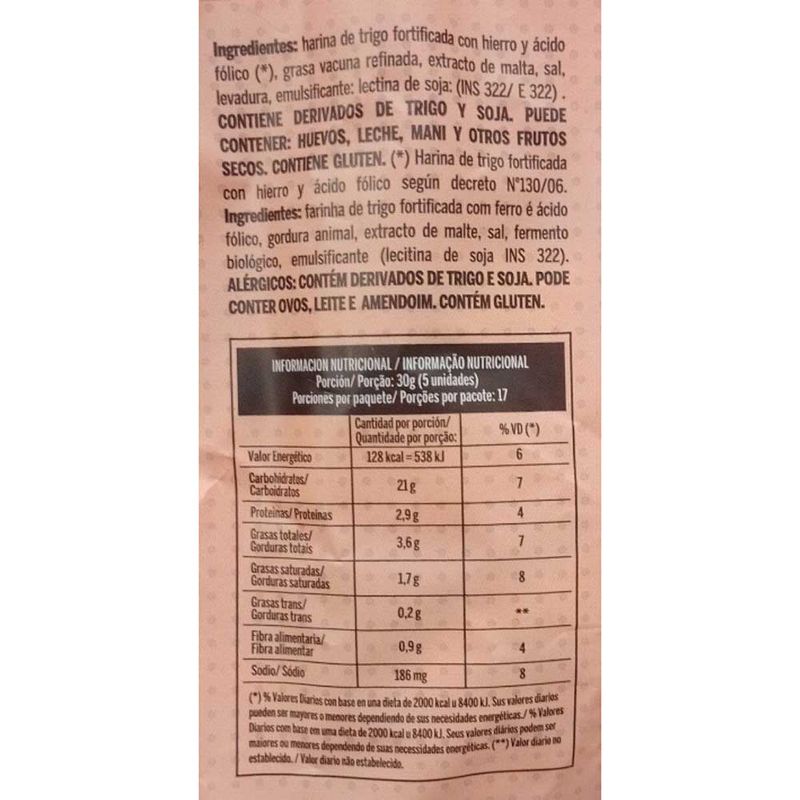 Ingredientes: harina de trigo fortificada con hierro y ácido
fólico (*), grasa vacuna refinada, extracto de malta, sal,
levadura, emulsificante: lectina de soja: (INS 322/ E 322) .
CONTIENE DERIVADOS DE TRIGO Y SOJA. PUEDE
CONTENER: HUEVOS, LECHE, MANI Y OTROS FRUTOS
SECOS. CONTIENE GLUTEN. (*) Harina de trigo fortificada
con hierro y ácido fólico según decreto N°130/06.
Ingredientes: farinha de trigo fortificada com ferro é ácido
fólico, gordura animal, extracto de malte, sal, fermento
biológico, emulsificante (lecitina de soja INS 322).
ALÉRGICOS: CONTÉM DERIVADOS DE TRIGO E SOJA. PODE
CONTER OVOS, LEITE E AMENDOIM. CONTÉM GLUTEN.
INFORMACION NUTRICIONAL / INFORMAÇÃO NUTRICIONAL
Porción/ Porção: 30g (5 unidades)
Porciones por paquete/ Porções por pacote: 17
Cantidad por porción/
Quantidade por porção: % VD (*)
Valor Energético 128 kcal = 538 kJ 6
Carbohidratos/
Carboidratos 21 g 7
Proteinas/ Proteinas 2,9 g 4
Grasas totales/
Gorduras totais 3,6 g 7
Grasas saturadas/
Gorduras saturadas 1,7 g 8
Grasas trans/
Gorduras trans 0,2 g **
Fibra alimentaria/
Fibra alimentar 0,9 g 4
Sodio/ Sódio 186 mg 8
(*) % Valores Diarios con base en una dieta de 2000 kcal u 8400 kJ. Sus valores diarios
pueden ser mayores o menores dependiendo de sus necesidades energéticas./ % Valores
Diarios com base em uma dieta de 2000 kcal u 8400 kJ. Seus valores diários podem ser
maiores ou menores dependendo de suas necessidades energéticas. (**) Valor diario no
establecido. / Valor diario não estabelecido.